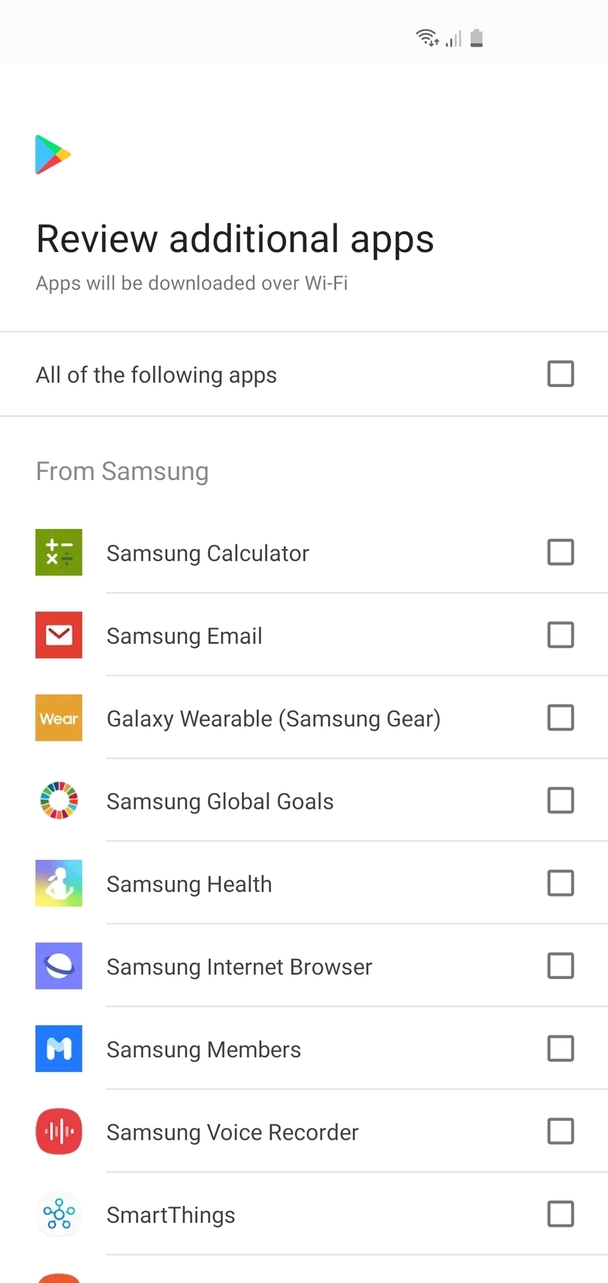 Review additional apps
Apps will be downloaded over Wi-Fi
All of the following apps
From Samsung
Samsung Calculator
Samsung Email
Wear
Galaxy Wearable (Samsung Gear)
Samsung Global Goals
Samsung Health
Samsung Internet Browser
Samsung Members
Samsung Voice Recorder
SmartThings